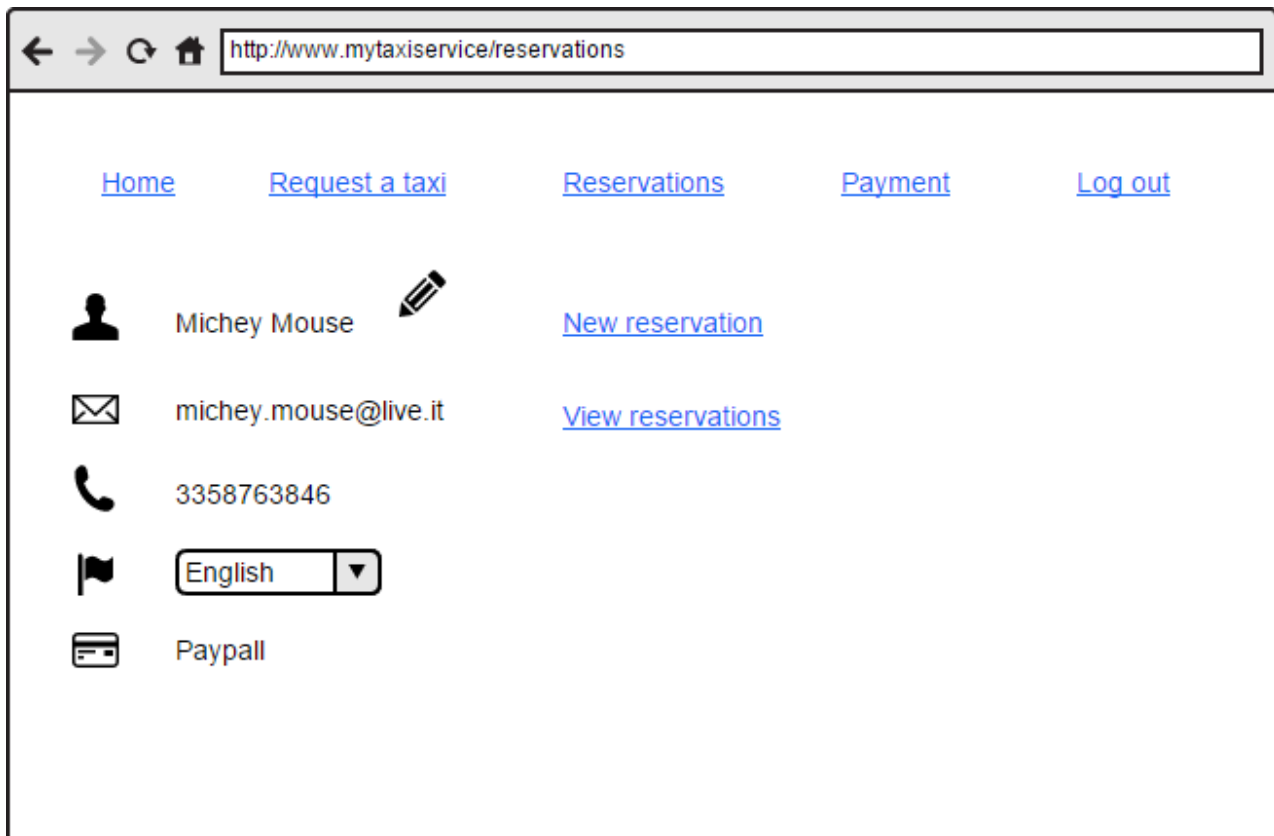 http://www.mytaxiservice/reservations
Home Request a taxi Reservations Payment Log out
Michey Mouse New reservation
michey.mouse@live.it View reservations
3358763846
English
Paypall